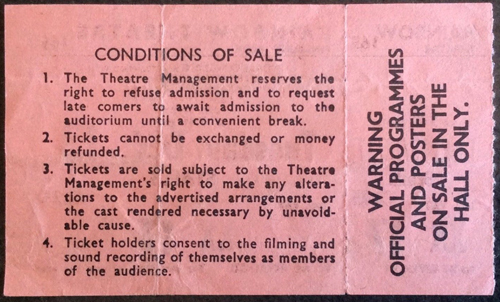 CONDITIONS OF SALE
1. The Theatre Management reserves the
right to refuse admission and to request
late comers to await admission to the
auditorium until a convenient break.
2. Tickets cannot be exchanged or money
refunded.
3. Tickets are sold subject to the Theatre
Management's right to make any altera-
tions to the advertised arrangements or
the cast rendered necessary by unavoid-
able cause.
4. Ticket holders consent to the filming and
sound recording of themselves as members
of the audience.
WARNING
OFFICIAL PROGRAMMES
AND POSTERS
ON SALE IN THE
HALL ONLY.